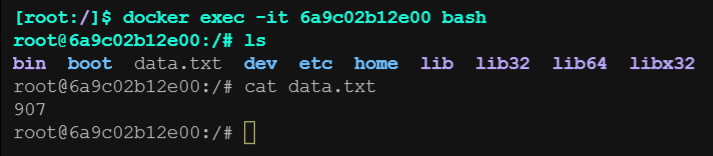 [root:/]$ docker exec -it 6a9c02b12e00 bash
root@6a9c02b12e00:/# ls
bin boot data.txt dev etc home lib lib32 lib64 libx32
root@6a9c02b12e00:/# cat data.txt
907
root@6a9c02b12e00:/#